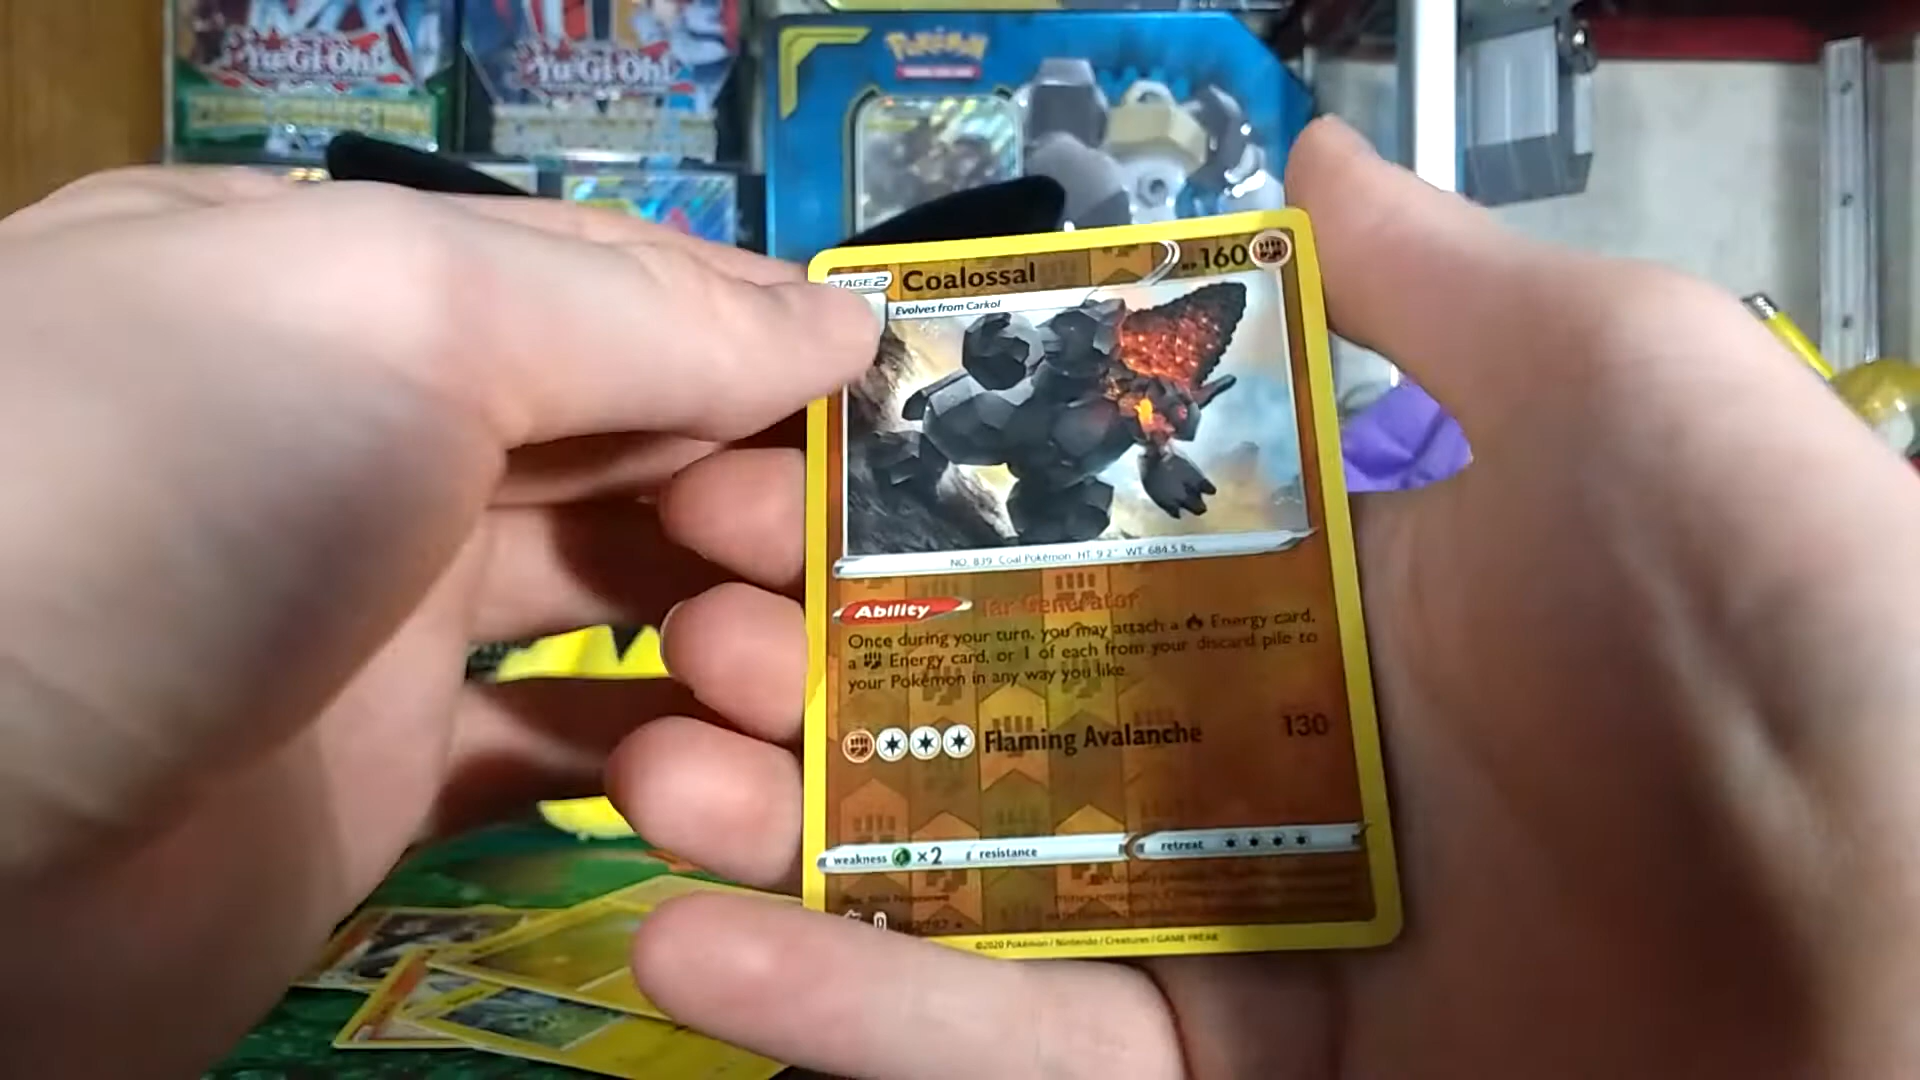 Yu-Gi-Oh!
Yu-Gi-Oh!
Pokémon
STAGE 2
Coalossal
HP 160
Evolves from Carkol
NO. 839 Coal Pokémon HT: 9'2" WT: 684.5 lbs.
Ability Tar Generator
Once during your turn, you may attach a Energy card,
a Energy card, or 1 of each from your discard pile to
your Pokémon in any way you like.
Flaming Avalanche 130
weakness ×2 resistance retreat
D
©2020 Pokémon / Nintendo / Creatures / GAME FREAK